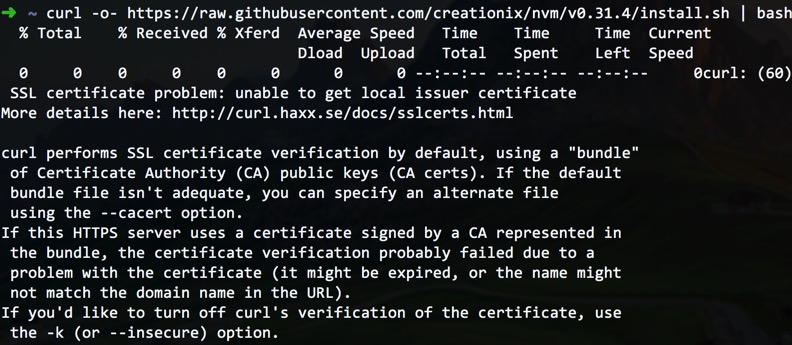 ➜ ~ curl -o- https://raw.githubusercontent.com/creationix/nvm/v0.31.4/install.sh | bash
% Total % Received % Xferd Average Speed Time Time Time Current
Dload Upload Total Spent Left Speed
0 0 0 0 0 0 0 0 --:--:-- --:--:-- --:--:-- 0curl: (60)
SSL certificate problem: unable to get local issuer certificate
More details here: http://curl.haxx.se/docs/sslcerts.html

curl performs SSL certificate verification by default, using a "bundle"
of Certificate Authority (CA) public keys (CA certs). If the default
bundle file isn't adequate, you can specify an alternate file
using the --cacert option.
If this HTTPS server uses a certificate signed by a CA represented in
the bundle, the certificate verification probably failed due to a
problem with the certificate (it might be expired, or the name might
not match the domain name in the URL).
If you'd like to turn off curl's verification of the certificate, use
the -k (or --insecure) option.